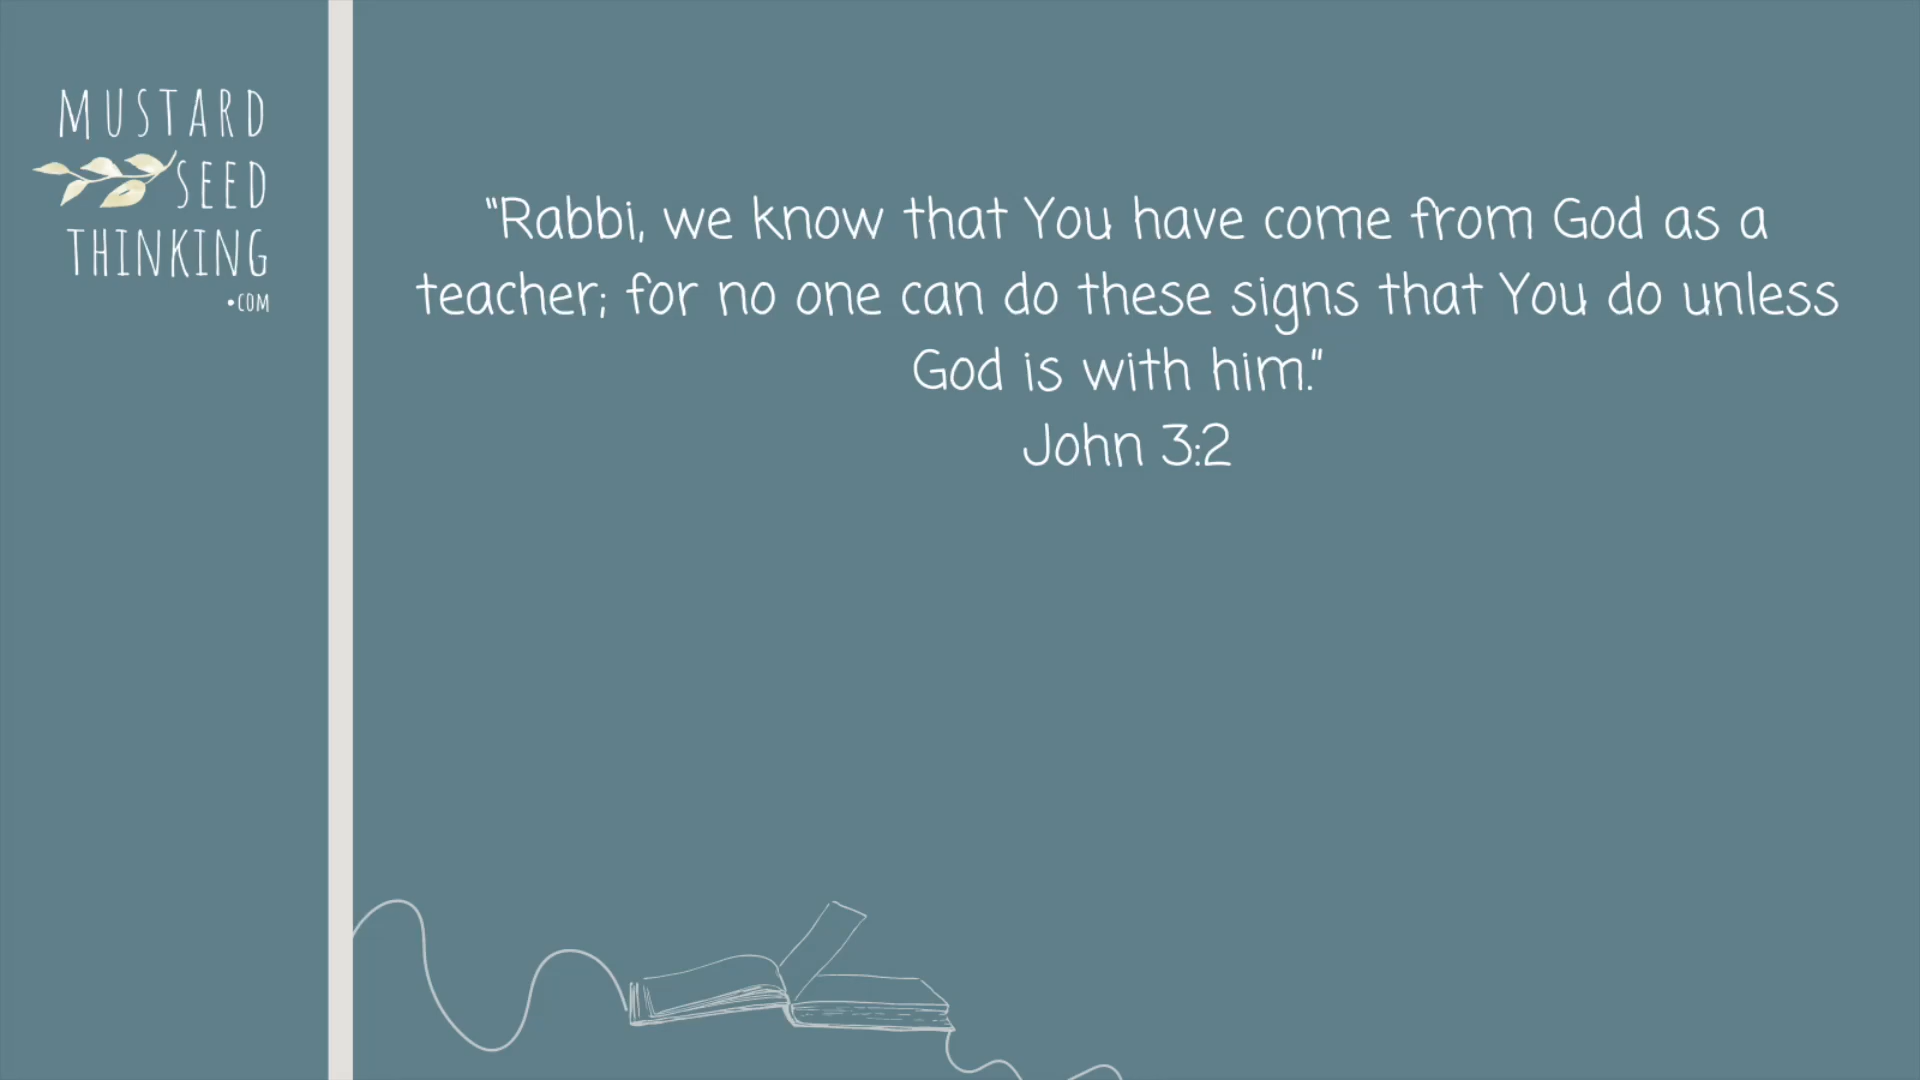 MUSTARD
SEED
THINKING
•COM
"Rabbi, we know that You have come from God as a
teacher; for no one can do these signs that You do unless
God is with him."
John 3:2